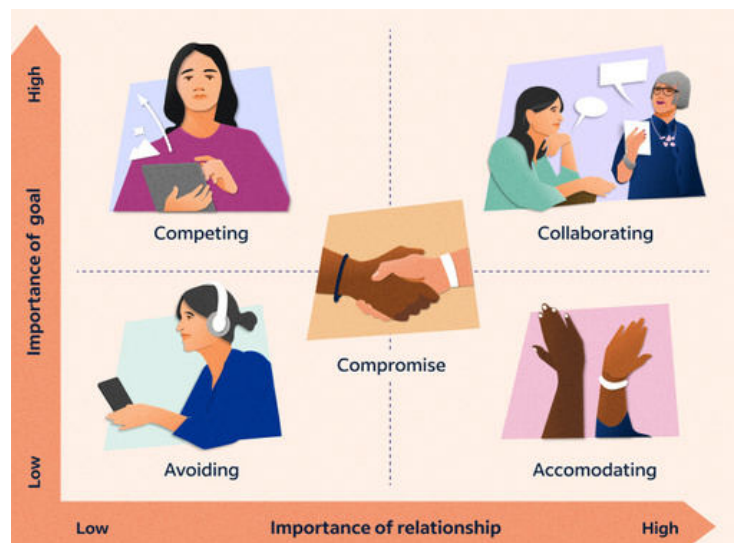 High
Importance of goal
Low
Competing
Collaborating
Compromise
Avoiding
Accomodating
Low
Importance of relationship
High